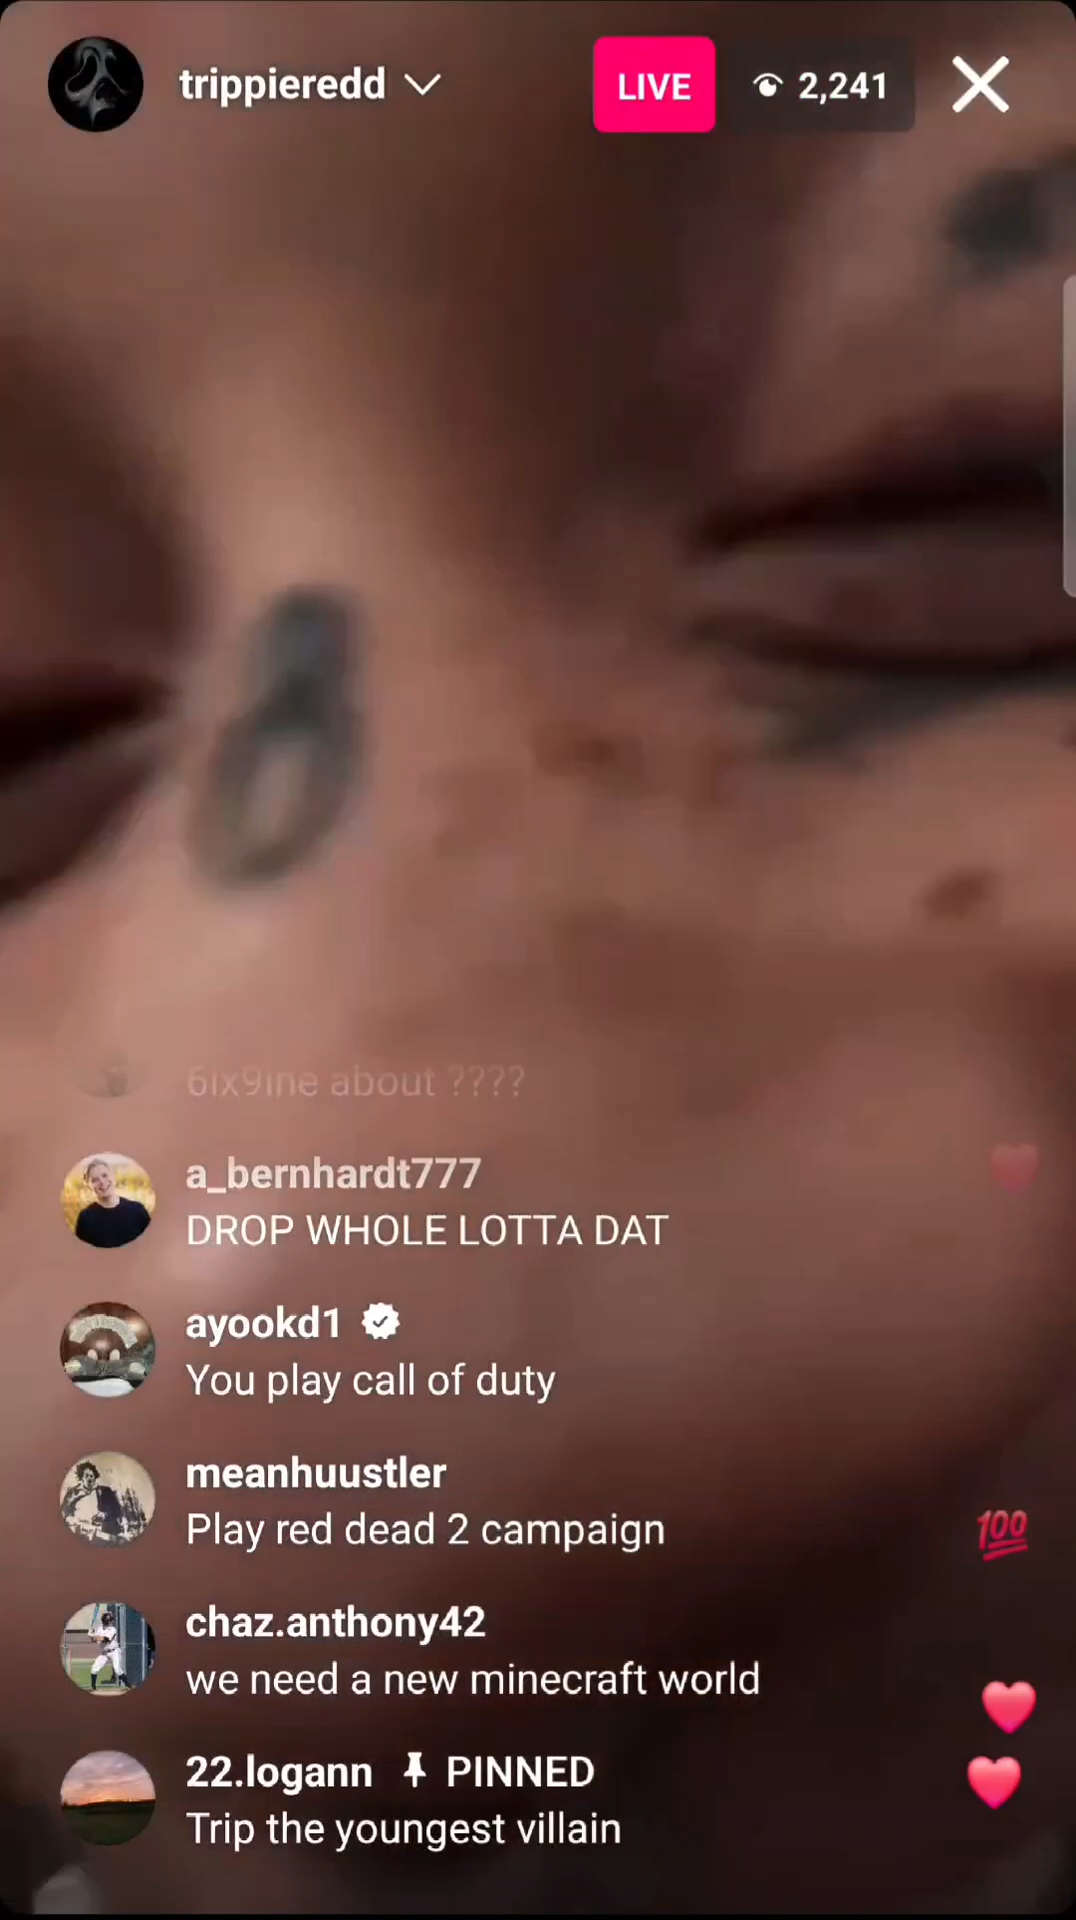 trippieredd
LIVE
2,241
6ix9ine about ????
a_bernhardt777
DROP WHOLE LOTTA DAT
ayookd1
You play call of duty
meanhuustler
Play red dead 2 campaign
100
chaz.anthony42
we need a new minecraft world
22.logann PINNED
Trip the youngest villain